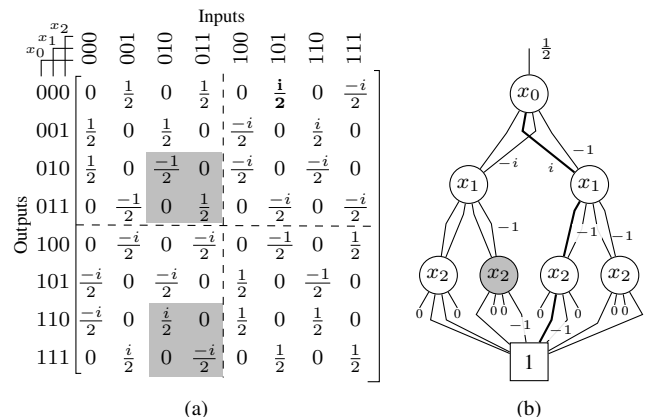 Inputs
x₂
x₁
x₀
000 001 010 011 100 101 110 111
Outputs
000 0 1/2 0 1/2 0 i/2 0 -i/2
001 1/2 0 1/2 0 -i/2 0 i/2 0
010 1/2 0 -1/2 0 -i/2 0 -i/2 0
011 0 -1/2 0 1/2 0 -i/2 0 -i/2
100 0 -i/2 0 -i/2 0 -1/2 0 1/2
101 -i/2 0 -i/2 0 1/2 0 -1/2 0
110 -i/2 0 i/2 0 1/2 0 1/2 0
111 0 i/2 0 -i/2 0 1/2 0 1/2
(a)
1/2
x₀
-i i -1
x₁ x₁
-1 -1 -1
x₂ x₂ x₂ x₂
0 0 0 0 0 0 0 0
-1 -1
1
(b)